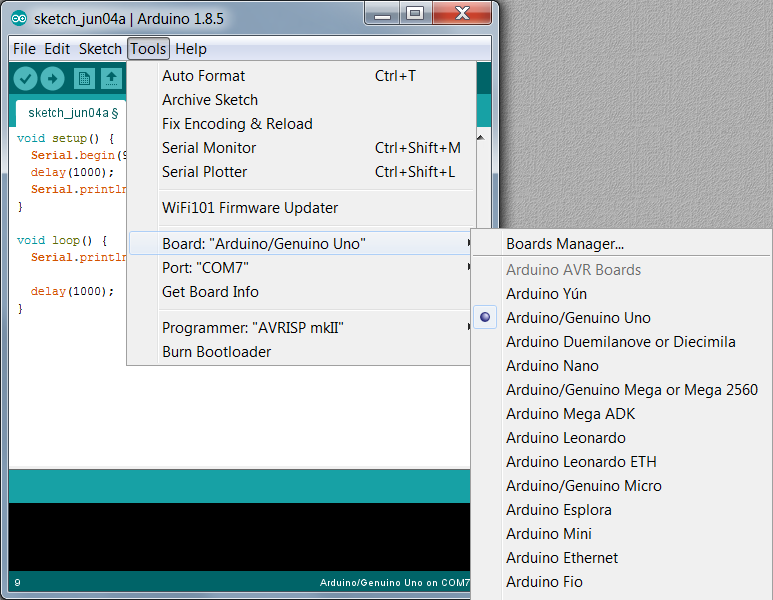 sketch_jun04a | Arduino 1.8.5
File Edit Sketch Tools Help
sketch_jun04a §
void setup() {
Serial.begin(9
delay(1000);
Serial.println
}
void loop() {
Serial.println
delay(1000);
}
Auto Format Ctrl+T
Archive Sketch
Fix Encoding & Reload
Serial Monitor Ctrl+Shift+M
Serial Plotter Ctrl+Shift+L
WiFi101 Firmware Updater
Board: "Arduino/Genuino Uno"
Port: "COM7"
Get Board Info
Programmer: "AVRISP mkII"
Burn Bootloader
Boards Manager...
Arduino AVR Boards
Arduino Yún
Arduino/Genuino Uno
Arduino Duemilanove or Diecimila
Arduino Nano
Arduino/Genuino Mega or Mega 2560
Arduino Mega ADK
Arduino Leonardo
Arduino Leonardo ETH
Arduino/Genuino Micro
Arduino Esplora
Arduino Mini
Arduino Ethernet
Arduino Fio
9 Arduino/Genuino Uno on COM7